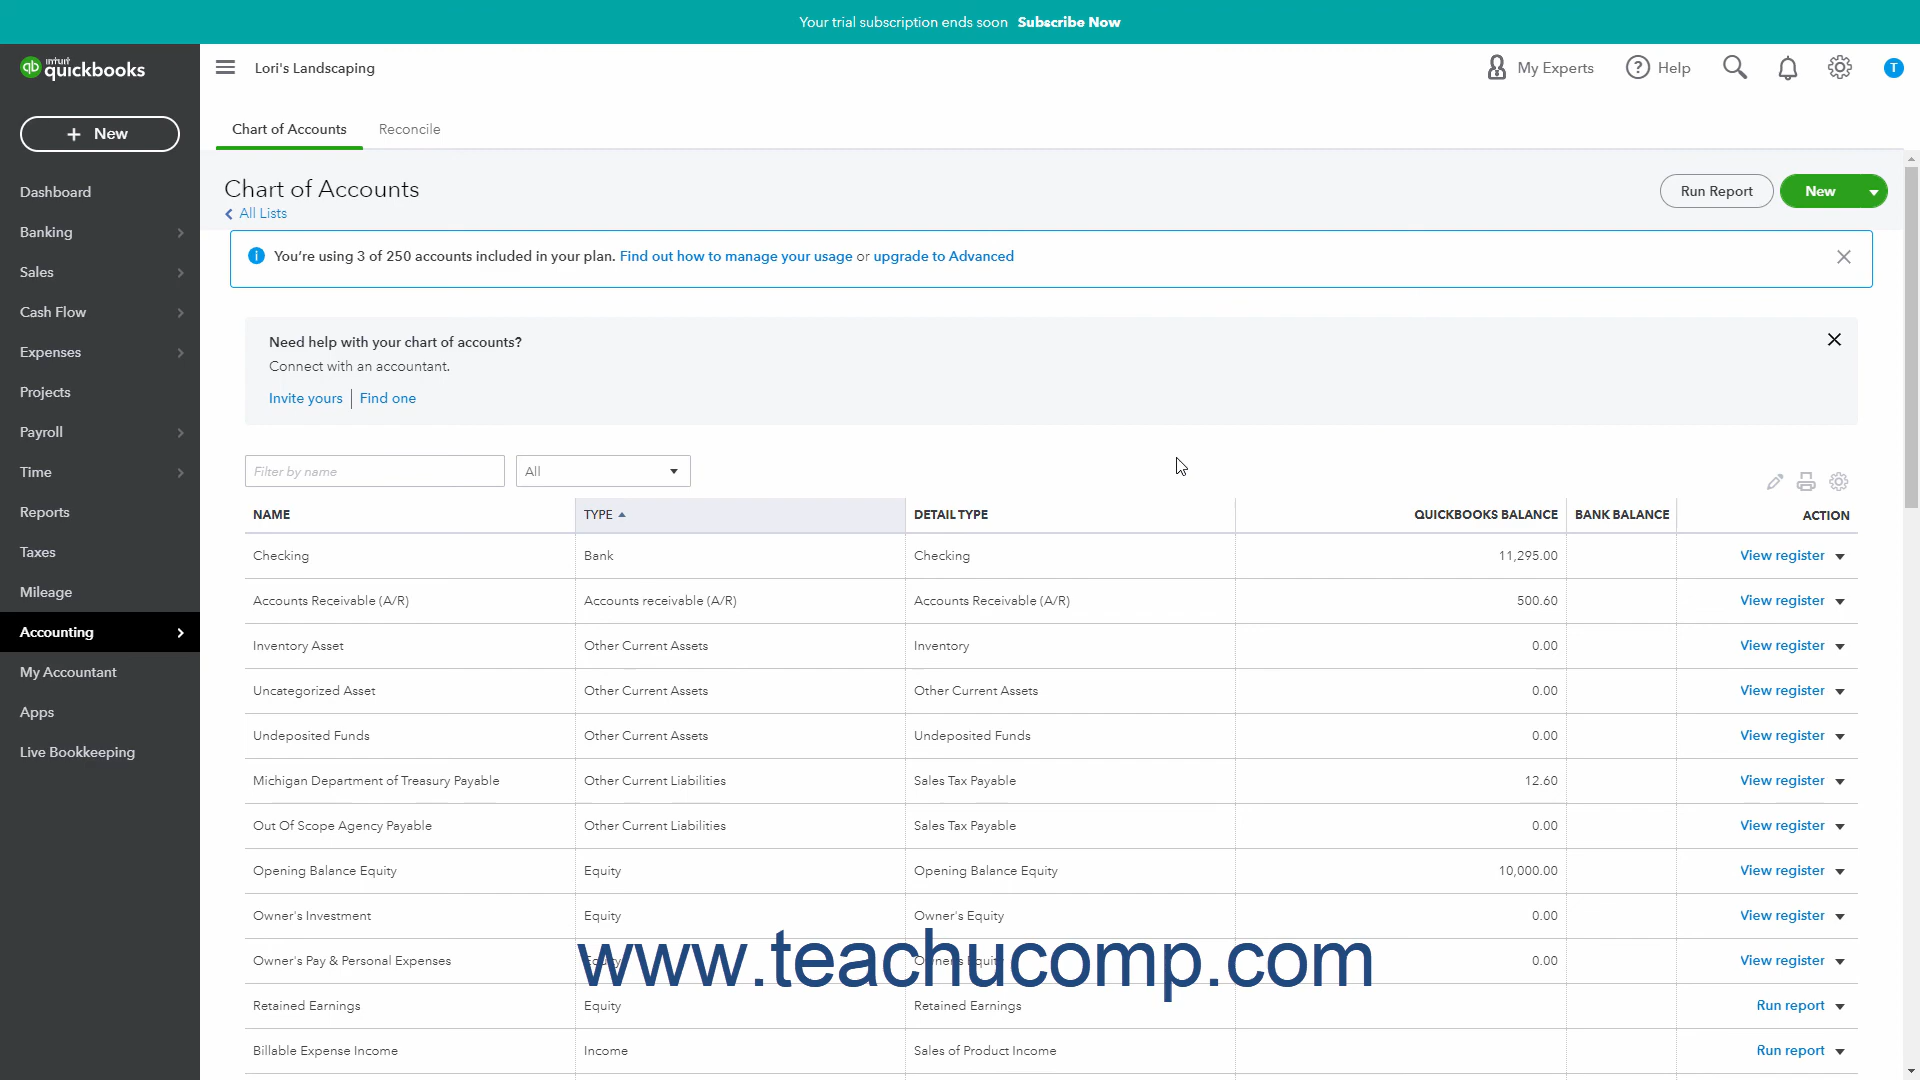 Your trial subscription ends soon Subscribe Now
intuit quickbooks
Lori's Landscaping
My Experts
Help
T
+ New
Chart of Accounts
Reconcile
Dashboard
Banking
Sales
Cash Flow
Expenses
Projects
Payroll
Time
Reports
Taxes
Mileage
Accounting
My Accountant
Apps
Live Bookkeeping
Chart of Accounts
All Lists
Run Report
New
You're using 3 of 250 accounts included in your plan. Find out how to manage your usage or upgrade to Advanced
Need help with your chart of accounts?
Connect with an accountant.
Invite yours | Find one
Filter by name
All
NAME TYPE DETAIL TYPE QUICKBOOKS BALANCE BANK BALANCE ACTION
Checking Bank Checking 11,295.00 View register
Accounts Receivable (A/R) Accounts receivable (A/R) Accounts Receivable (A/R) 500.60 View register
Inventory Asset Other Current Assets Inventory 0.00 View register
Uncategorized Asset Other Current Assets Other Current Assets 0.00 View register
Undeposited Funds Other Current Assets Undeposited Funds 0.00 View register
Michigan Department of Treasury Payable Other Current Liabilities Sales Tax Payable 12.60 View register
Out Of Scope Agency Payable Other Current Liabilities Sales Tax Payable 0.00 View register
Opening Balance Equity Equity Opening Balance Equity 10,000.00 View register
Owner's Investment Equity Owner's Equity 0.00 View register
Owner's Pay & Personal Expenses Equity Owner's Equity 0.00 View register
www.teachucomp.com
Retained Earnings Equity Retained Earnings Run report
Billable Expense Income Income Sales of Product Income Run report